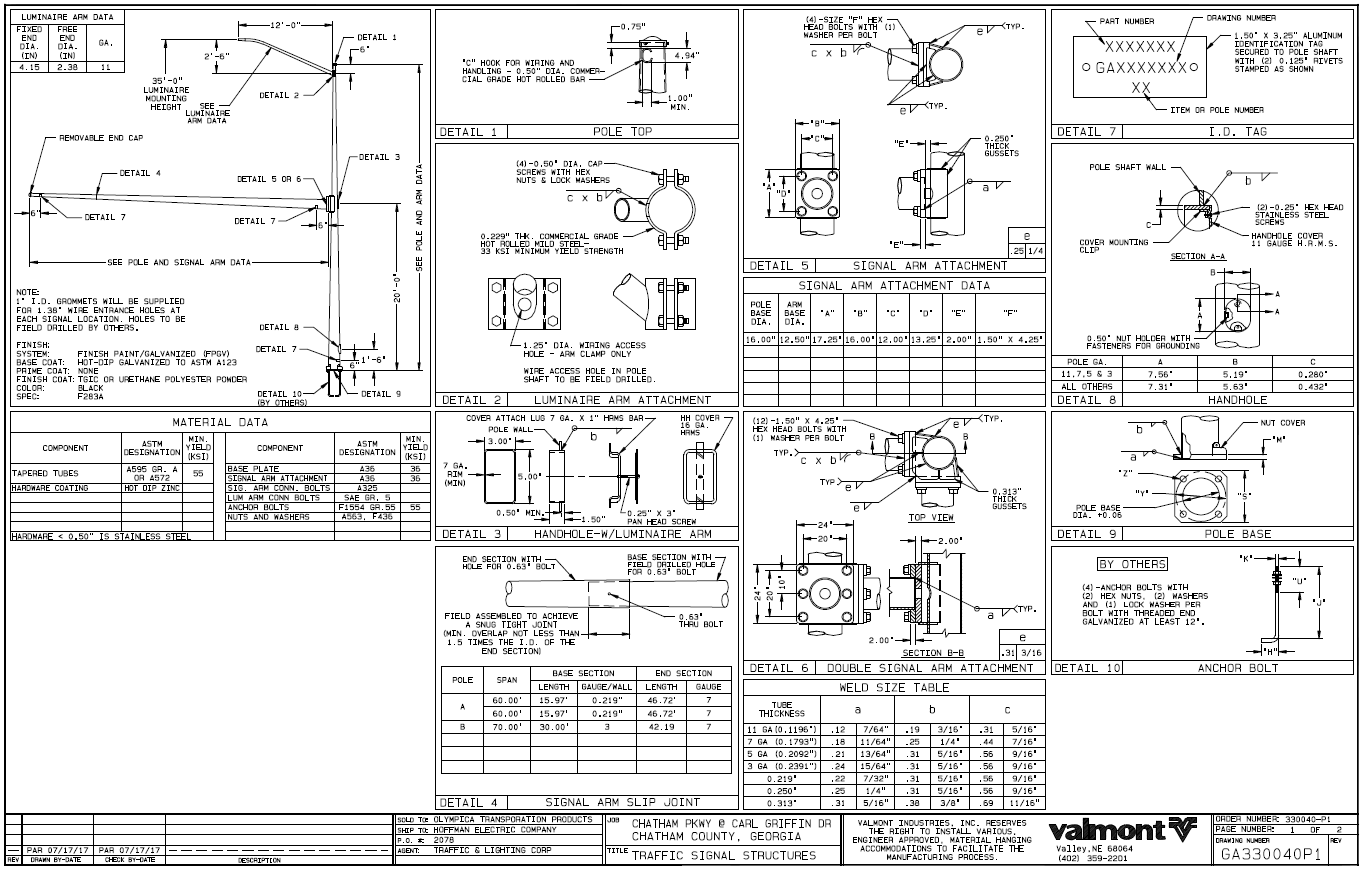 LUMINAIRE ARM DATA
FIXED END DIA. (IN) FREE END DIA. (IN) GA.
4.15 2.38 11
12'-0"
DETAIL 1
6"
2'-6"
35'-0"
LUMINAIRE
MOUNTING
HEIGHT
SEE
LUMINAIRE
ARM DATA
DETAIL 2
REMOVABLE END CAP
DETAIL 3
DETAIL 4
DETAIL 5 OR 6
6"
DETAIL 7
DETAIL 7
6"
SEE POLE AND SIGNAL ARM DATA
SEE POLE AND ARM DATA
20'-0"
NOTE:
1" I.D. GROMMETS WILL BE SUPPLIED
FOR 1.38" WIRE ENTRANCE HOLES AT
EACH SIGNAL LOCATION. HOLES TO BE
FIELD DRILLED BY OTHERS.
FINISH:
SYSTEM: FINISH PAINT/GALVANIZED (FPGV)
BASE COAT: HOT-DIP GALVANIZED TO ASTM A123
PRIME COAT: NONE
FINISH COAT: TGIC OR URETHANE POLYESTER POWDER
COLOR: BLACK
SPEC: F283A
DETAIL 8
DETAIL 7
1'-6"
6"
DETAIL 10
(BY OTHERS)
DETAIL 9
MATERIAL DATA
COMPONENT ASTM DESIGNATION MIN. YIELD (KSI) COMPONENT ASTM DESIGNATION MIN. YIELD (KSI)
TAPERED TUBES A595 GR. A OR A572 55
HARDWARE COATING HOT DIP ZINC
BASE PLATE A36 36
SIGNAL ARM ATTACHMENT A36 36
SIG. ARM CONN. BOLTS A325
LUM ARM CONN BOLTS SAE GR. 5
ANCHOR BOLTS F1554 GR.55 55
NUTS AND WASHERS A563, F436
HARDWARE < 0.50" IS STAINLESS STEEL
0.75"
4.94"
"C" HOOK FOR WIRING AND
HANDLING - 0.50" DIA. COMMER-
CIAL GRADE HOT ROLLED BAR
1.00"
MIN.
DETAIL 1 POLE TOP
(4)-0.50" DIA. CAP
SCREWS WITH HEX
NUTS & LOCK WASHERS
c x b
0.229" THK. COMMERCIAL GRADE
HOT ROLLED MILD STEEL-
33 KSI MINIMUM YIELD STRENGTH
1.25" DIA. WIRING ACCESS
HOLE - ARM CLAMP ONLY
WIRE ACCESS HOLE IN POLE
SHAFT TO BE FIELD DRILLED.
DETAIL 2 LUMINAIRE ARM ATTACHMENT
COVER ATTACH LUG 7 GA. X 1" HRMS BAR
POLE WALL
3.00"
b
HH COVER
16 GA.
HRMS
7 GA.
RIM
(MIN)
5.00"
0.50" MIN.
1.50"
0.25" X 3"
PAN HEAD SCREW
DETAIL 3 HANDHOLE-W/LUMINAIRE ARM
END SECTION WITH
HOLE FOR 0.63" BOLT
BASE SECTION WITH
FIELD DRILLED HOLE
FOR 0.63" BOLT
FIELD ASSEMBLED TO ACHIEVE
A SNUG TIGHT JOINT
(MIN. OVERLAP NOT LESS THAN
1.5 TIMES THE I.D. OF THE
END SECTION)
0.63"
THRU BOLT
POLE SPAN BASE SECTION END SECTION
LENGTH GAUGE/WALL LENGTH GAUGE
A 60.00' 15.97' 0.219" 46.72' 7
60.00' 15.97' 0.219" 46.72' 7
B 70.00' 30.00' 3 42.19 7
DETAIL 4 SIGNAL ARM SLIP JOINT
(4)-SIZE "F" HEX
HEAD BOLTS WITH (1)
WASHER PER BOLT
c x b
e
TYP.
e
TYP.
"B"
"C"
"A"
"D"
"E"
0.250"
THICK
GUSSETS
a
"E"
e
.25 1/4
DETAIL 5 SIGNAL ARM ATTACHMENT
SIGNAL ARM ATTACHMENT DATA
POLE BASE DIA. ARM BASE DIA. "A" "B" "C" "D" "E" "F"
16.00" 12.50" 17.25" 16.00" 12.00" 13.25" 2.00" 1.50" X 4.25"
(12)-1.50" X 4.25"
HEX HEAD BOLTS WITH
(1) WASHER PER BOLT
e
TYP.
B B
TYP.
c x b
TYP
e
e
0.313"
THICK
GUSSETS
TOP VIEW
24"
20"
2.00"
24"
20"
10"
a
TYP.
2.00"
SECTION B-B
e
.31 3/16
DETAIL 6 DOUBLE SIGNAL ARM ATTACHMENT
WELD SIZE TABLE
TUBE THICKNESS a b c
11 GA(0.1196") .12 7/64" .19 3/16" .31 5/16"
7 GA (0.1793") .18 11/64" .25 1/4" .44 7/16"
5 GA (0.2092") .21 13/64" .31 5/16" .56 9/16"
3 GA (0.2391") .24 15/64" .31 5/16" .56 9/16"
0.219" .22 7/32" .31 5/16" .56 9/16"
0.250" .25 1/4" .31 5/16" .56 9/16"
0.313" .31 5/16" .38 3/8" .69 11/16"
PART NUMBER
DRAWING NUMBER
XXXXXXX
GAXXXXXXX
XX
1.50" X 3.25" ALUMINUM
IDENTIFICATION TAG
SECURED TO POLE SHAFT
WITH (2) 0.125" RIVETS
STAMPED AS SHOWN
ITEM OR POLE NUMBER
DETAIL 7 I.D. TAG
POLE SHAFT WALL
b
C
(2)-0.25" HEX HEAD
STAINLESS STEEL
SCREWS
COVER MOUNTING
CLIP
HANDHOLE COVER
11 GAUGE H.R.M.S.
SECTION A-A
B
A
A
A
0.50" NUT HOLDER WITH
FASTENERS FOR GROUNDING
POLE GA. A B C
11,7,5 & 3 7.56" 5.19" 0.280"
ALL OTHERS 7.31" 5.63" 0.432"
DETAIL 8 HANDHOLE
b
a
NUT COVER
"M"
"Z"
"Y"
"S"
POLE BASE
DIA. +0.06
DETAIL 9 POLE BASE
BY OTHERS
(4)-ANCHOR BOLTS WITH
(2) HEX NUTS, (2) WASHERS
AND (1) LOCK WASHER PER
BOLT WITH THREADED END
GALVANIZED AT LEAST 12".
"K"
"U"
"J"
"H"
DETAIL 10 ANCHOR BOLT
PAR 07/17/17 PAR 07/17/17
REV DRAWN BY-DATE CHECK BY-DATE DESCRIPTION
SOLD TO: OLYMPICA TRANSPORATION PRODUCTS
SHIP TO: HOFFMAN ELECTRIC COMPANY
P.O. #: 2078
AGENT: TRAFFIC & LIGHTING CORP
JOB CHATHAM PKWY @ CARL GRIFFIN DR
CHATHAM COUNTY, GEORGIA
TITLE TRAFFIC SIGNAL STRUCTURES
VALMONT INDUSTRIES, INC. RESERVES
THE RIGHT TO INSTALL VARIOUS,
ENGINEER APPROVED, MATERIAL HANGING
ACCOMMODATIONS TO FACILITATE THE
MANUFACTURING PROCESS.
valmont
Valley,NE 68064
(402) 359-2201
ORDER NUMBER: 330040-P1
PAGE NUMBER: 1 OF 2
DRAWING NUMBER REV
GA330040P1